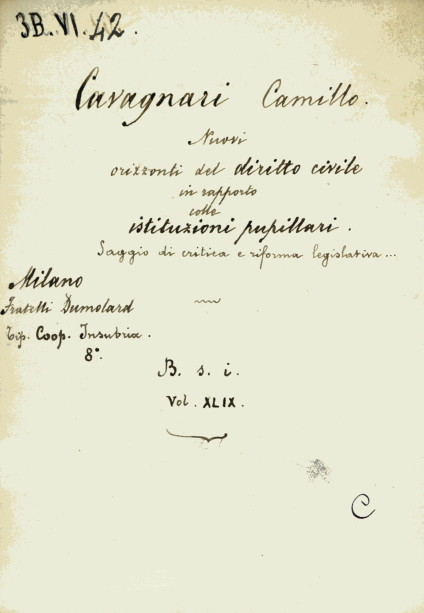 3B.VI.42.
Cavagnari Camillo.
Nuovi
orizzonti del diritto civile
in rapporto
colle
istituzioni pupillari.
Saggio di critica e riforma legislativa...
Milano
Fratelli Dumolard
Tip. Coop. Insubria.
8°.
B. s. i.
Vol. XLIX.
C